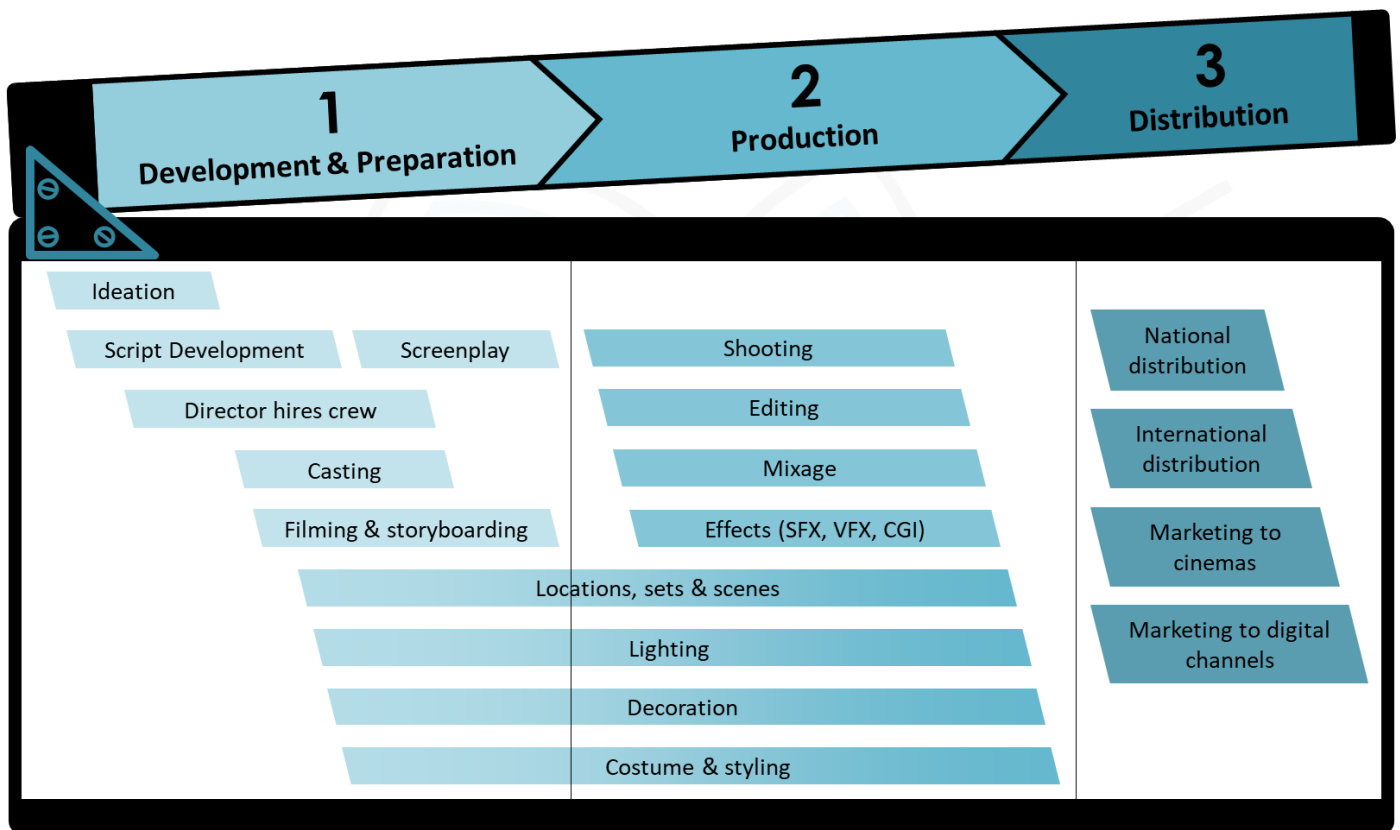 1
Development & Preparation
2
Production
3
Distribution
Ideation
Script Development
Screenplay
Director hires crew
Casting
Filming & storyboarding
Shooting
Editing
Mixage
Effects (SFX, VFX, CGI)
Locations, sets & scenes
Lighting
Decoration
Costume & styling
National
distribution
International
distribution
Marketing to
cinemas
Marketing to digital
channels